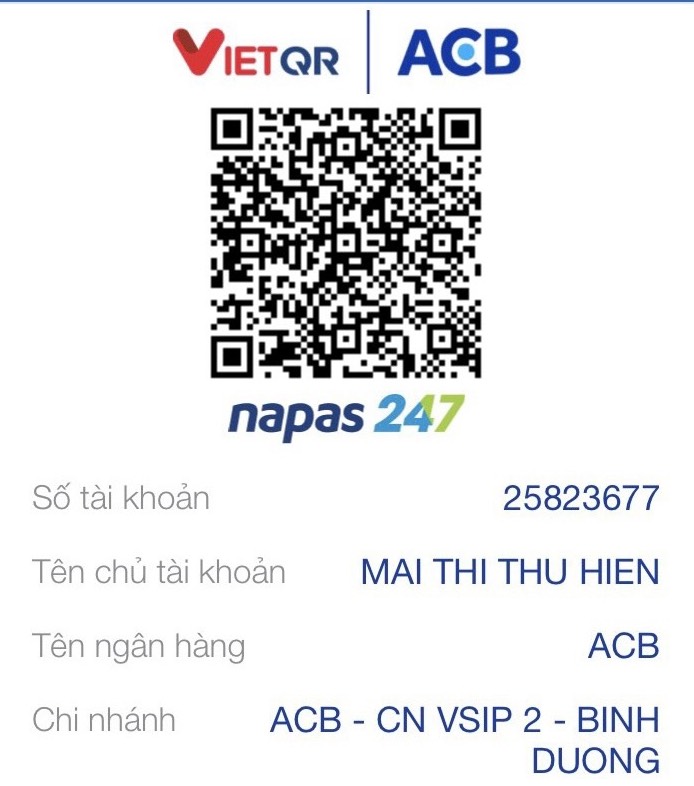 VIETQR ACB
napas 247
Số tài khoản 25823677
Tên chủ tài khoản MAI THI THU HIEN
Tên ngân hàng ACB
Chi nhánh ACB - CN VSIP 2 - BINH
DUONG